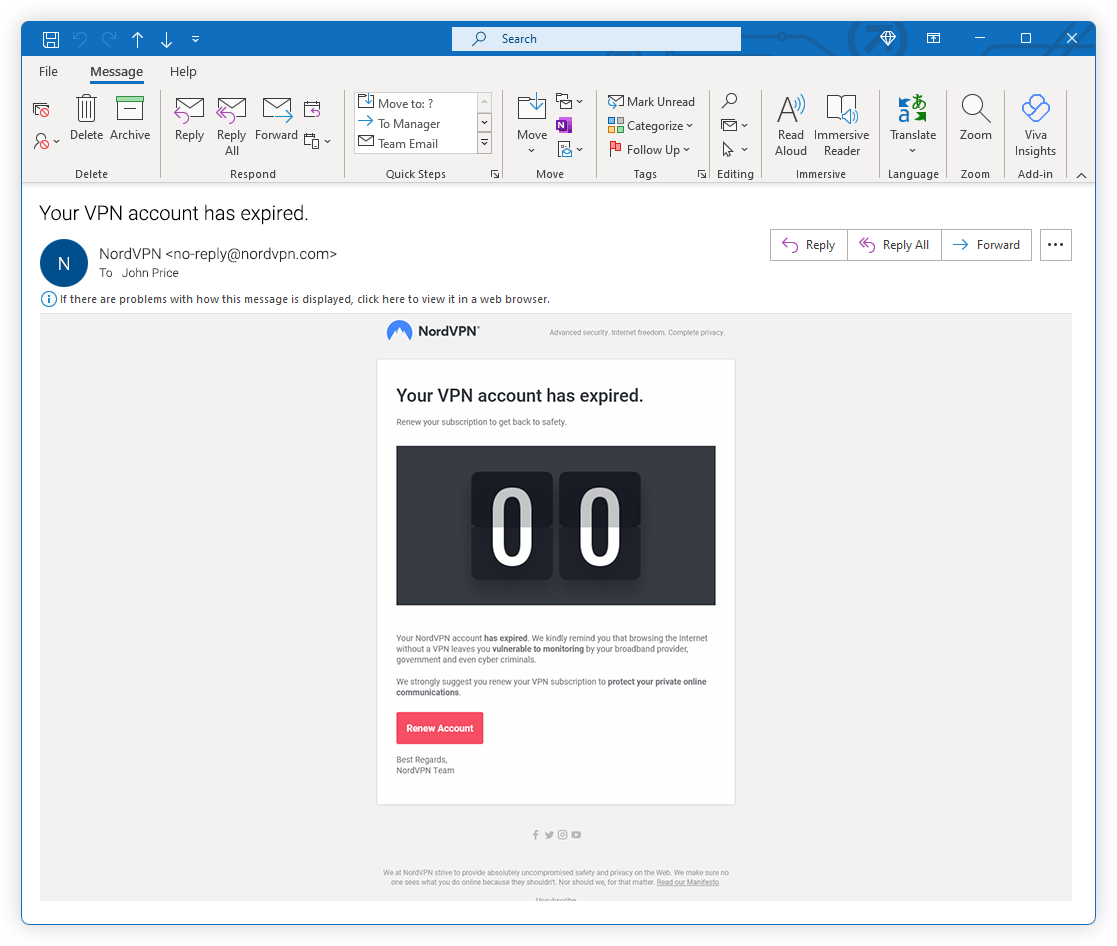 Search
File Message Help
Delete Archive
Reply Reply All Forward
Move to: ?
To Manager
Team Email
Move
Mark Unread
Categorize
Follow Up
Read Aloud Immersive Reader
Translate
Zoom
Viva Insights
Delete Respond Quick Steps Move Tags Editing Immersive Language Zoom Add-in
Your VPN account has expired.
N
NordVPN <no-reply@nordvpn.com>
To John Price
Reply Reply All Forward
If there are problems with how this message is displayed, click here to view it in a web browser.
NordVPN®
Advanced security. Internet freedom. Complete privacy.
Your VPN account has expired.
Renew your subscription to get back to safety.
00
Your NordVPN account has expired. We kindly remind you that browsing the Internet
without a VPN leaves you vulnerable to monitoring by your broadband provider,
government and even cyber criminals.
We strongly suggest you renew your VPN subscription to protect your private online
communications.
Renew Account
Best Regards,
NordVPN Team
We at NordVPN strive to provide absolutely uncompromised safety and privacy on the Web. We make sure no
one sees what you do online because they shouldn't. Nor should we, for that matter. Read our Manifesto.
Unsubscribe